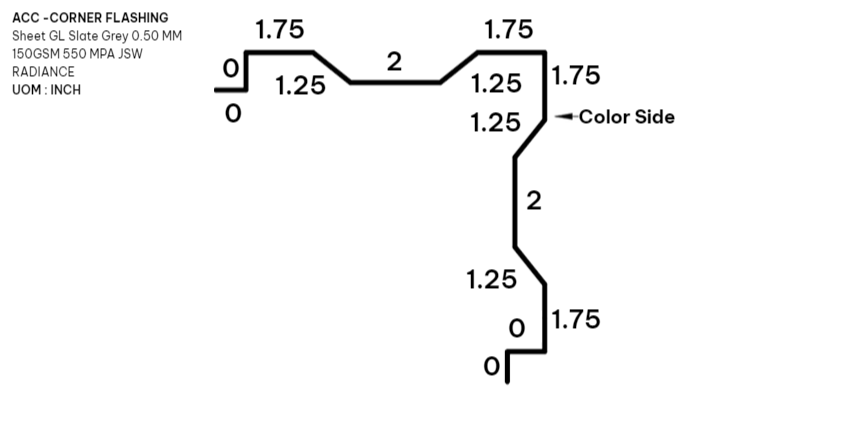 ACC -CORNER FLASHING
Sheet GL Slate Grey 0.50 MM
150GSM 550 MPA JSW
RADIANCE
UOM : INCH
1.75
1.75
0
2
1.75
1.25
1.25
0
1.25
Color Side
2
1.25
0
1.75
0